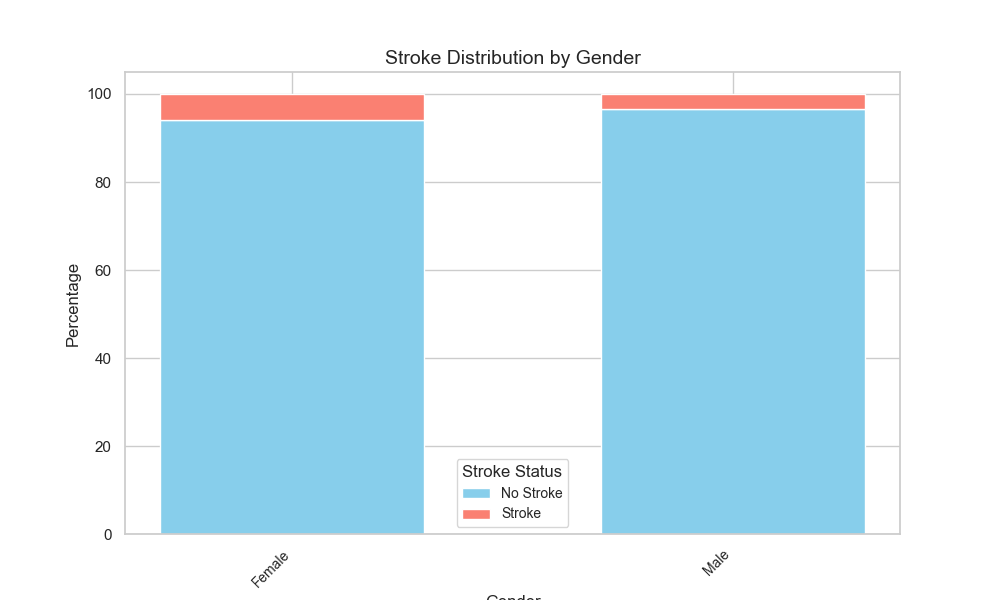 Stroke Distribution by Gender
Percentage
100
80
60
40
20
0
Stroke Status
No Stroke
Stroke
Female
Male
Gender